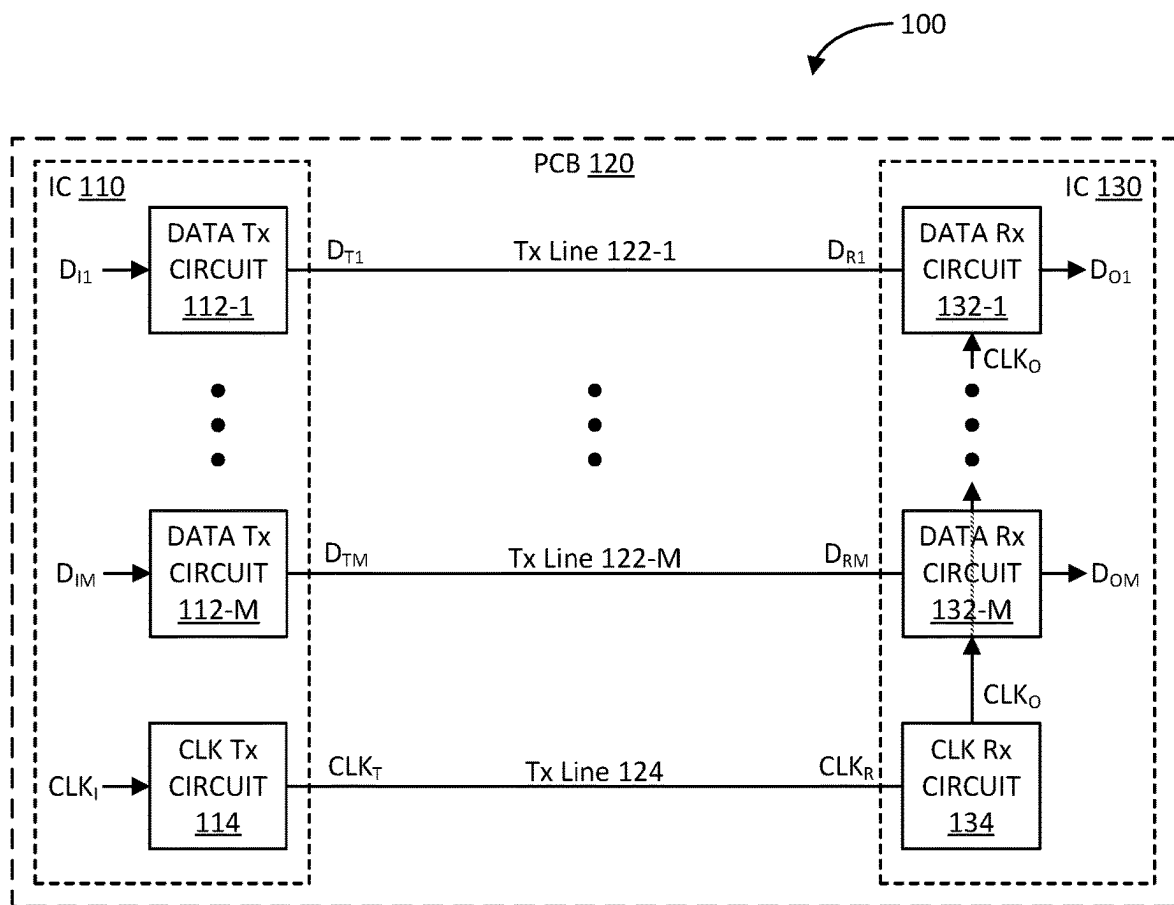 100
PCB 120
IC 110
IC 130
DATA Tx
CIRCUIT
112-1
D_I1
D_T1
Tx Line 122-1
D_R1
DATA Rx
CIRCUIT
132-1
D_O1
CLK_O
DATA Tx
CIRCUIT
112-M
D_IM
D_TM
Tx Line 122-M
D_RM
DATA Rx
CIRCUIT
132-M
D_OM
CLK_O
CLK Tx
CIRCUIT
114
CLK_I
CLK_T
Tx Line 124
CLK_R
CLK Rx
CIRCUIT
134